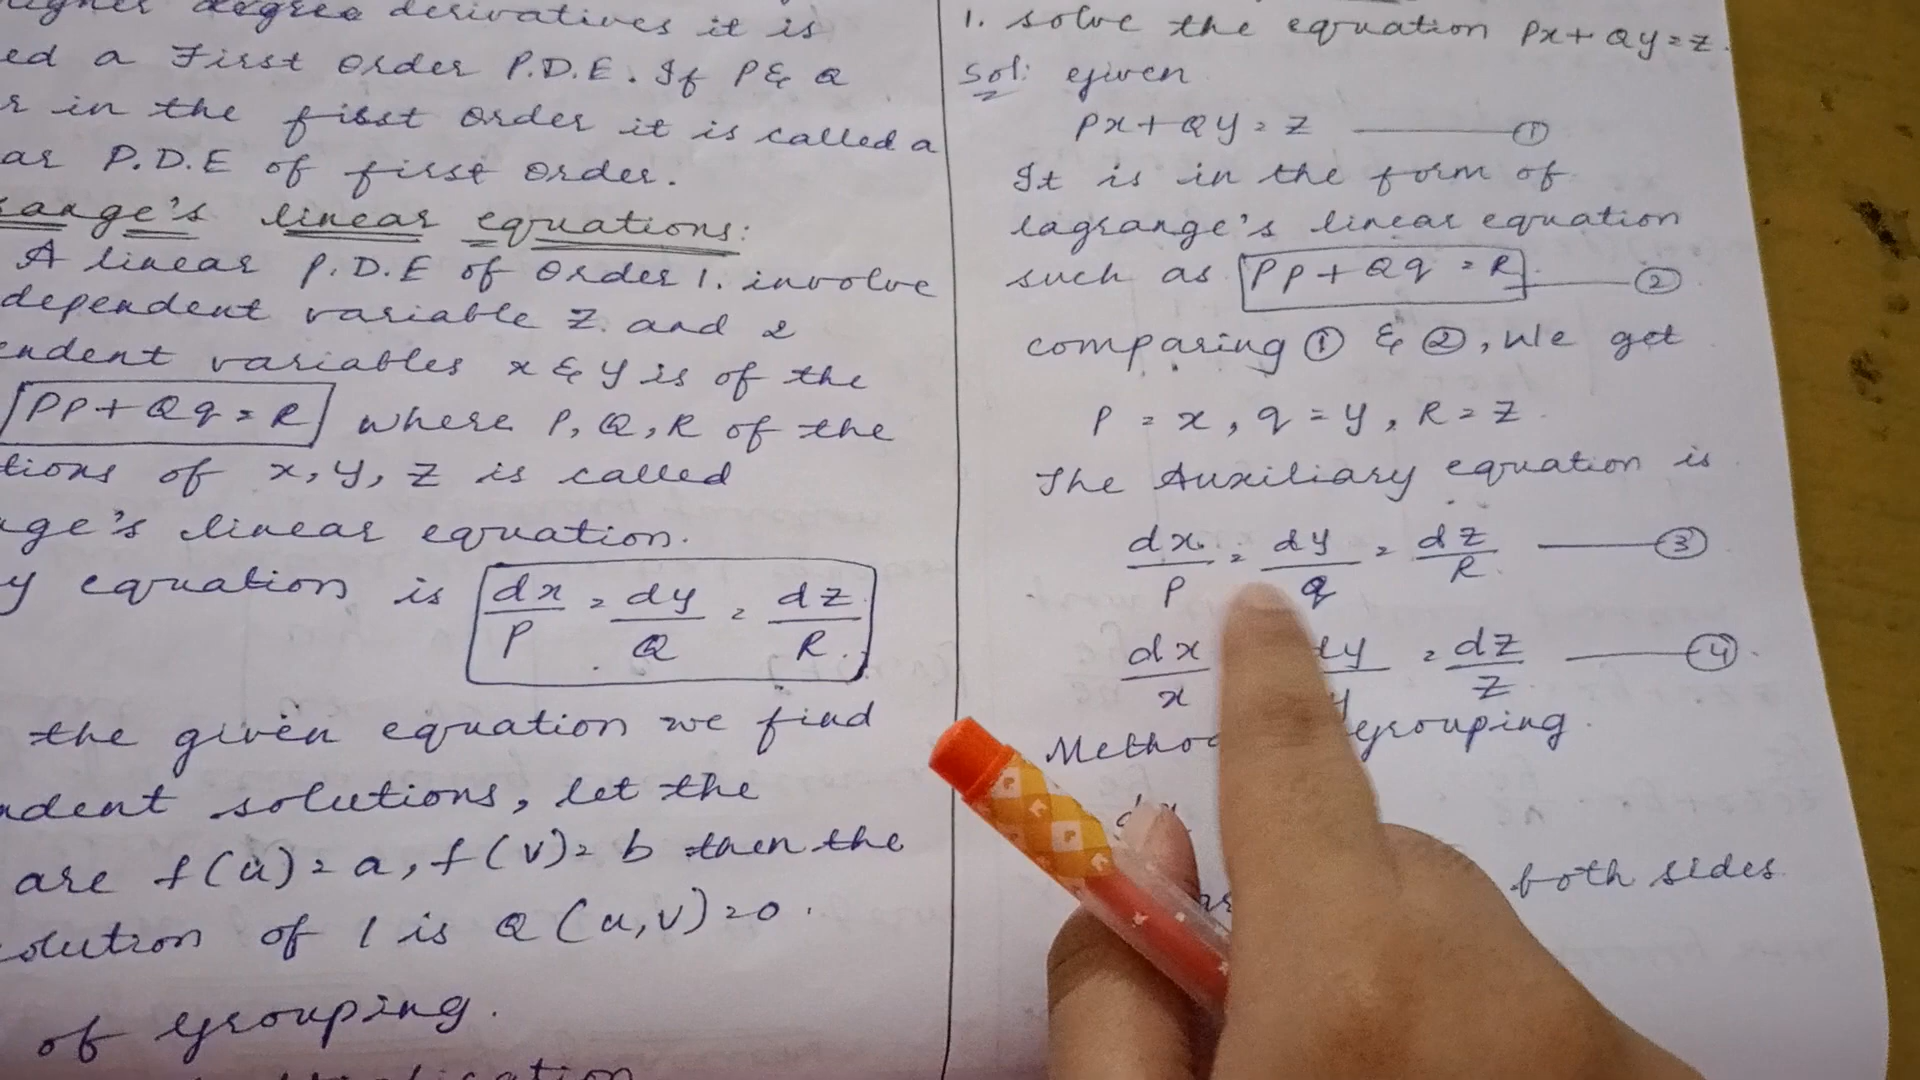 higher degree derivatives it is
ed a First order P.D.E. If P & Q
r in the first order it is called a
ar P.D.E of first order.
range's linear equations:
A linear P.D.E of order 1. involve
dependent variable Z. and 2
endent variables x & y is of the
Pp + Qq = R where P, Q, R of the
tions of x, y, z is called
nge's linear equation.
y equation is dx/P = dy/Q = dz/R.
the given equation we find
ndent solutions, let the
are f(u) = a, f(v) = b then the
olution of 1 is Q(u,v) = 0.
of grouping.
1. solve the equation Px + Qy = Z.
Sol: given
Px + Qy = Z ——— ①
It is in the form of
lagrange's linear equation
such as Pp + Qq = R ——— ②
comparing ① & ②, we get
P = x, q = y, R = Z.
The Auxiliary equation is
dx/P = dy/q = dz/R ——— ③
dx/x dy/y = dz/z ——— ④
Metho grouping.
both sides